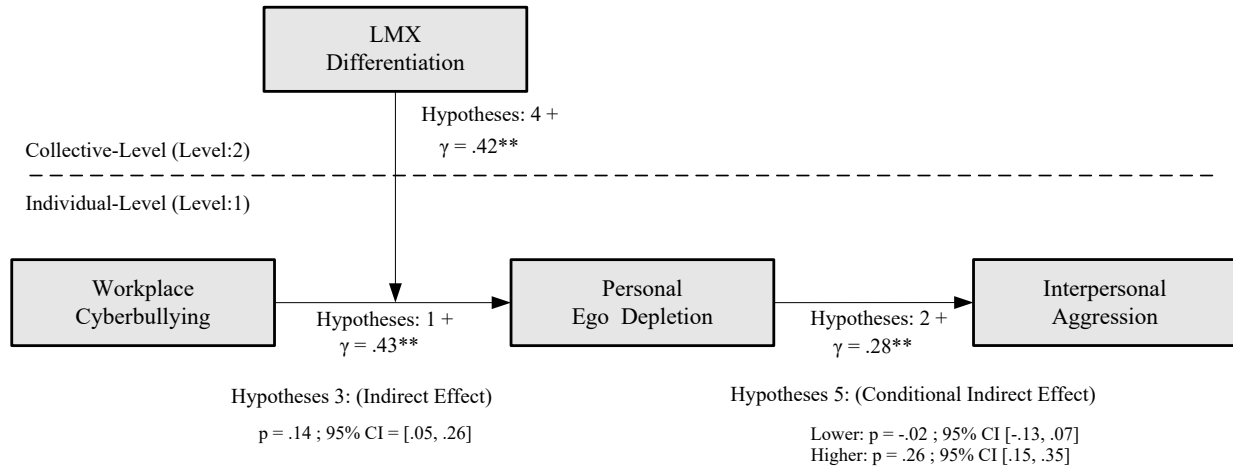 LMX
Differentiation
Hypotheses: 4 +
γ = .42**
Collective-Level (Level:2)
Individual-Level (Level:1)
Workplace
Cyberbullying
Hypotheses: 1 +
γ = .43**
Personal
Ego Depletion
Hypotheses: 2 +
γ = .28**
Interpersonal
Aggression
Hypotheses 3: (Indirect Effect)
p = .14 ; 95% CI = [.05, .26]
Hypotheses 5: (Conditional Indirect Effect)
Lower: p = -.02 ; 95% CI [-.13, .07]
Higher: p = .26 ; 95% CI [.15, .35]